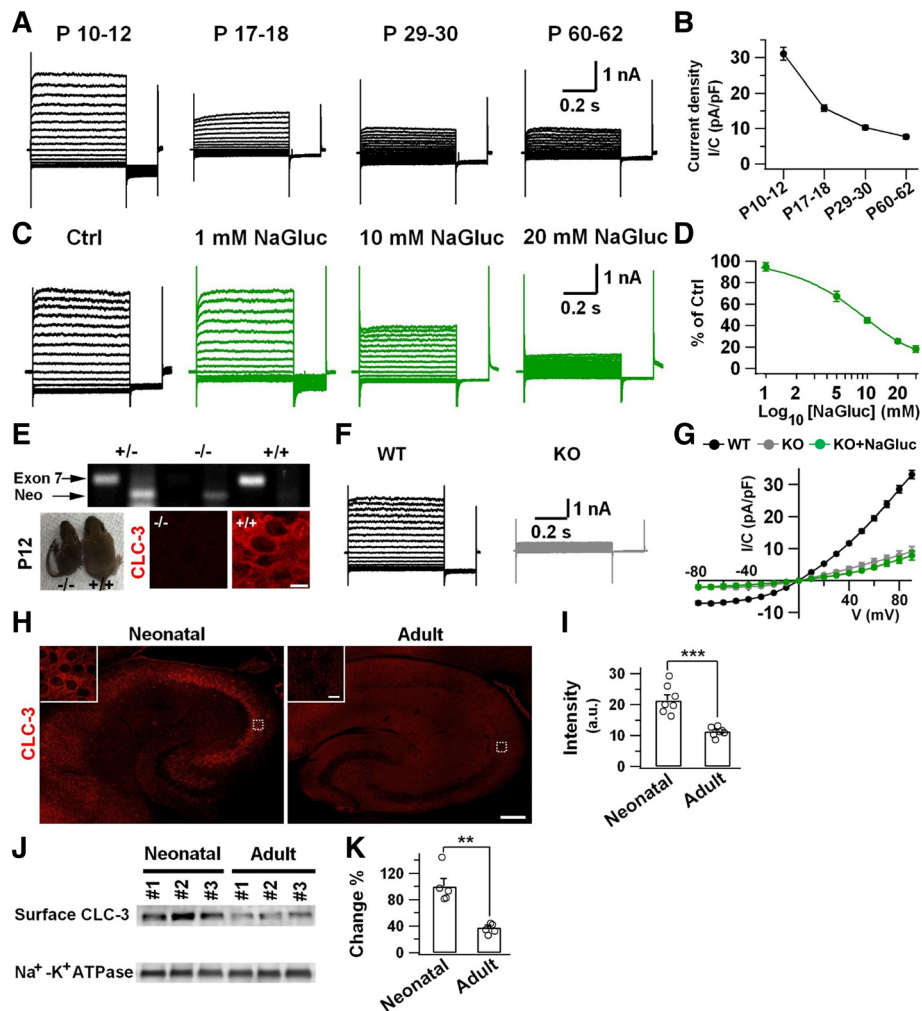 A
P 10-12
P 17-18
P 29-30
P 60-62
1 nA
0.2 s
B
Current density
I/C (pA/pF)
30
20
10
0
P10-12
P17-18
P29-30
P60-62
C
Ctrl
1 mM NaGluc
10 mM NaGluc
20 mM NaGluc
1 nA
0.2 s
D
% of Ctrl
100
80
60
40
20
0
1 2 5 10 20
Log10 [NaGluc] (mM)
E
+/- -/- +/+
Exon 7
Neo
P12
-/- +/+
CLC-3
-/-
+/+
F
WT
KO
1 nA
0.2 s
G
WT KO KO+NaGluc
I/C (pA/pF)
30
20
10
-10
-80 -40
40 80
V (mV)
H
Neonatal
Adult
CLC-3
I
***
Intensity
(a.u.)
30
20
10
0
Neonatal
Adult
J
Neonatal Adult
#1 #2 #3 #1 #2 #3
Surface CLC-3
Na+ -K+ ATPase
K
**
Change %
120
80
40
0
Neonatal
Adult